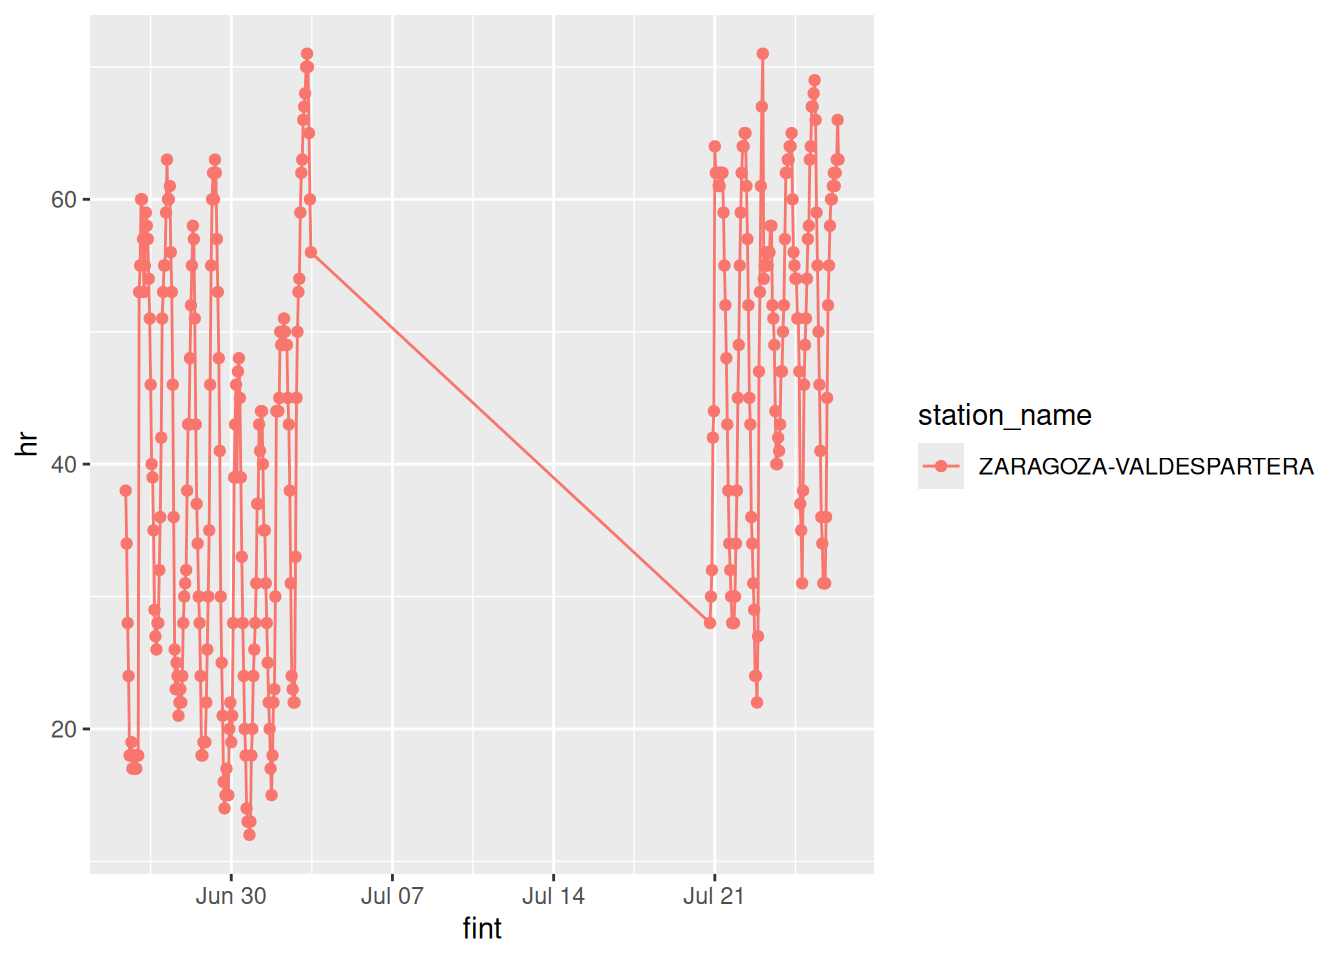 60
40
20
hr
Jun 30
Jul 07
Jul 14
Jul 21
fint
station_name
ZARAGOZA-VALDESPARTERA